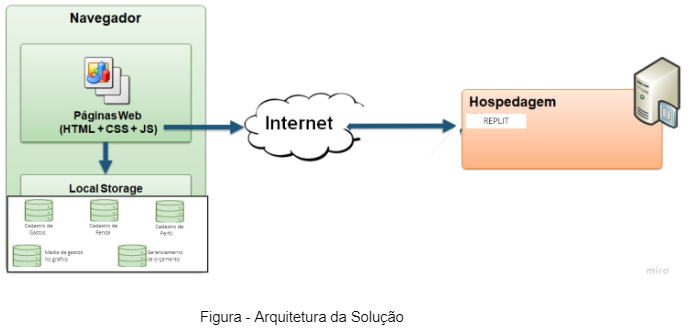 Navegador
Páginas Web
(HTML + CSS + JS)
Internet
Hospedagem
REPLIT
Local Storage
Cadastro de
Gastos
Cadastro de
Renda
Cadastro de
Perfil
Media de gastos
no gráfico
Gerenciamento
de orçamento
miro
Figura - Arquitetura da Solução